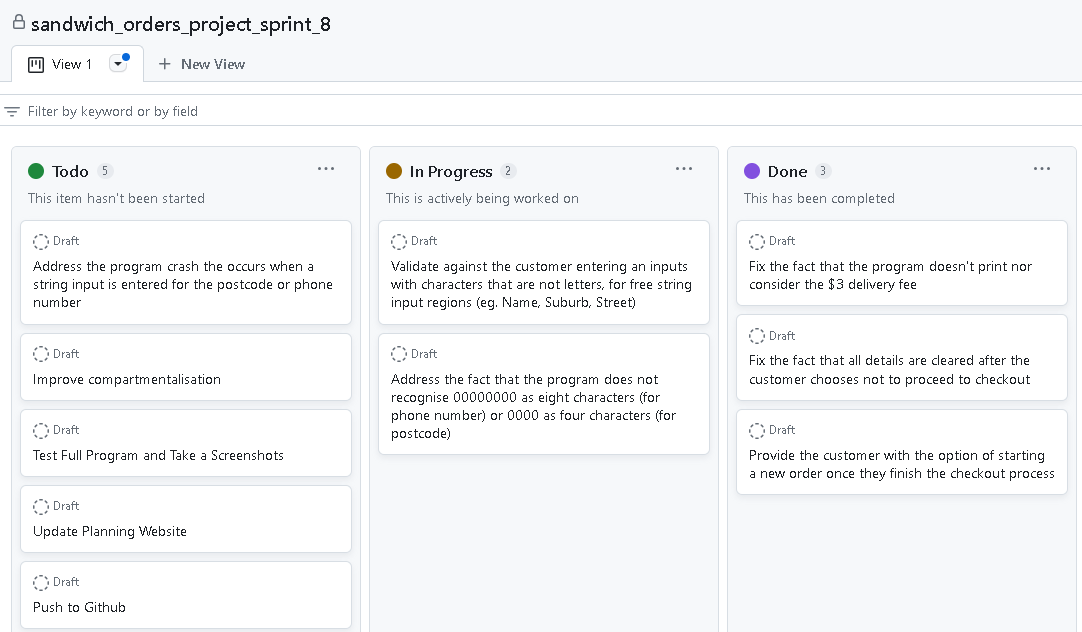 sandwich_orders_project_sprint_8
View 1
New View
Filter by keyword or by field
Todo 5
This item hasn't been started
Draft
Address the program crash the occurs when a
string input is entered for the postcode or phone
number
Draft
Improve compartmentalisation
Draft
Test Full Program and Take a Screenshots
Draft
Update Planning Website
Draft
Push to Github
In Progress 2
This is actively being worked on
Draft
Validate against the customer entering an inputs
with characters that are not letters, for free string
input regions (eg. Name, Suburb, Street)
Draft
Address the fact that the program does not
recognise 00000000 as eight characters (for
phone number) or 0000 as four characters (for
postcode)
Done 3
This has been completed
Draft
Fix the fact that the program doesn't print nor
consider the $3 delivery fee
Draft
Fix the fact that all details are cleared after the
customer chooses not to proceed to checkout
Draft
Provide the customer with the option of starting
a new order once they finish the checkout process